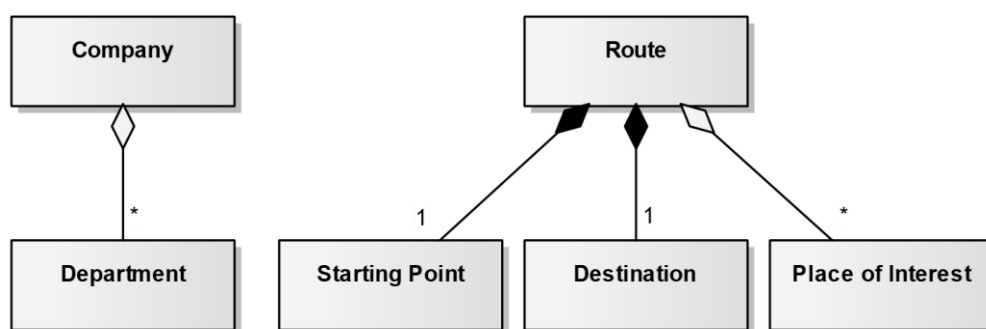 Company
Route
*
1
1
*
Department
Starting Point
Destination
Place of Interest